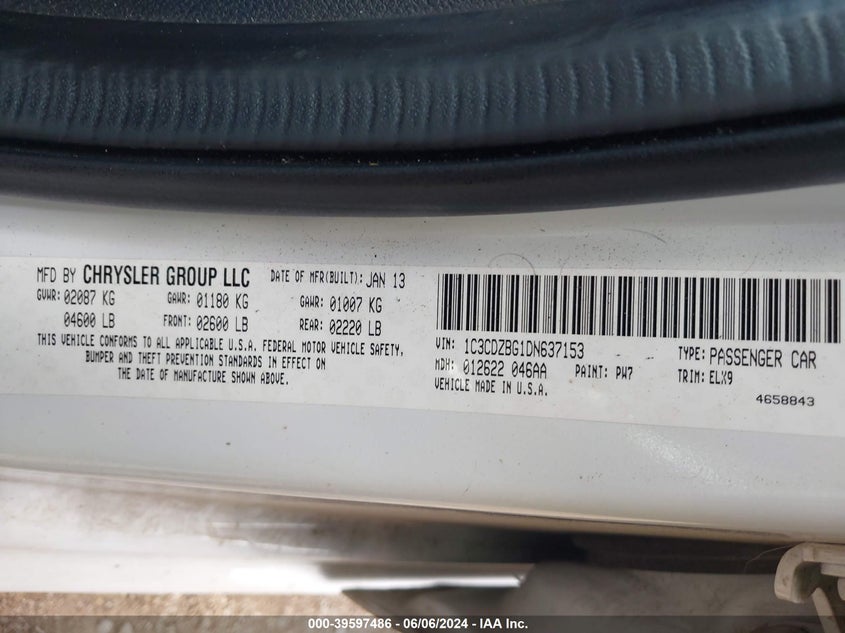 MFD BY CHRYSLER GROUP LLC DATE OF MFR(BUILT): JAN 13
GVWR: 02087 KG GAWR: 01180 KG GAWR: 01007 KG
04600 LB FRONT: 02600 LB REAR: 02220 LB
THIS VEHICLE CONFORMS TO ALL APPLICABLE U.S.A. FEDERAL MOTOR VEHICLE SAFETY,
BUMPER AND THEFT PREVENTION STANDARDS IN EFFECT ON
THE DATE OF MANUFACTURE SHOWN ABOVE.
VIN: 1C3CDZBG1DN637153 TYPE: PASSENGER CAR
MDH: 012622 046AA PAINT: PW7 TRIM: ELX9
VEHICLE MADE IN U.S.A.
4658843
000-39597486 - 06/06/2024 - IAA Inc.